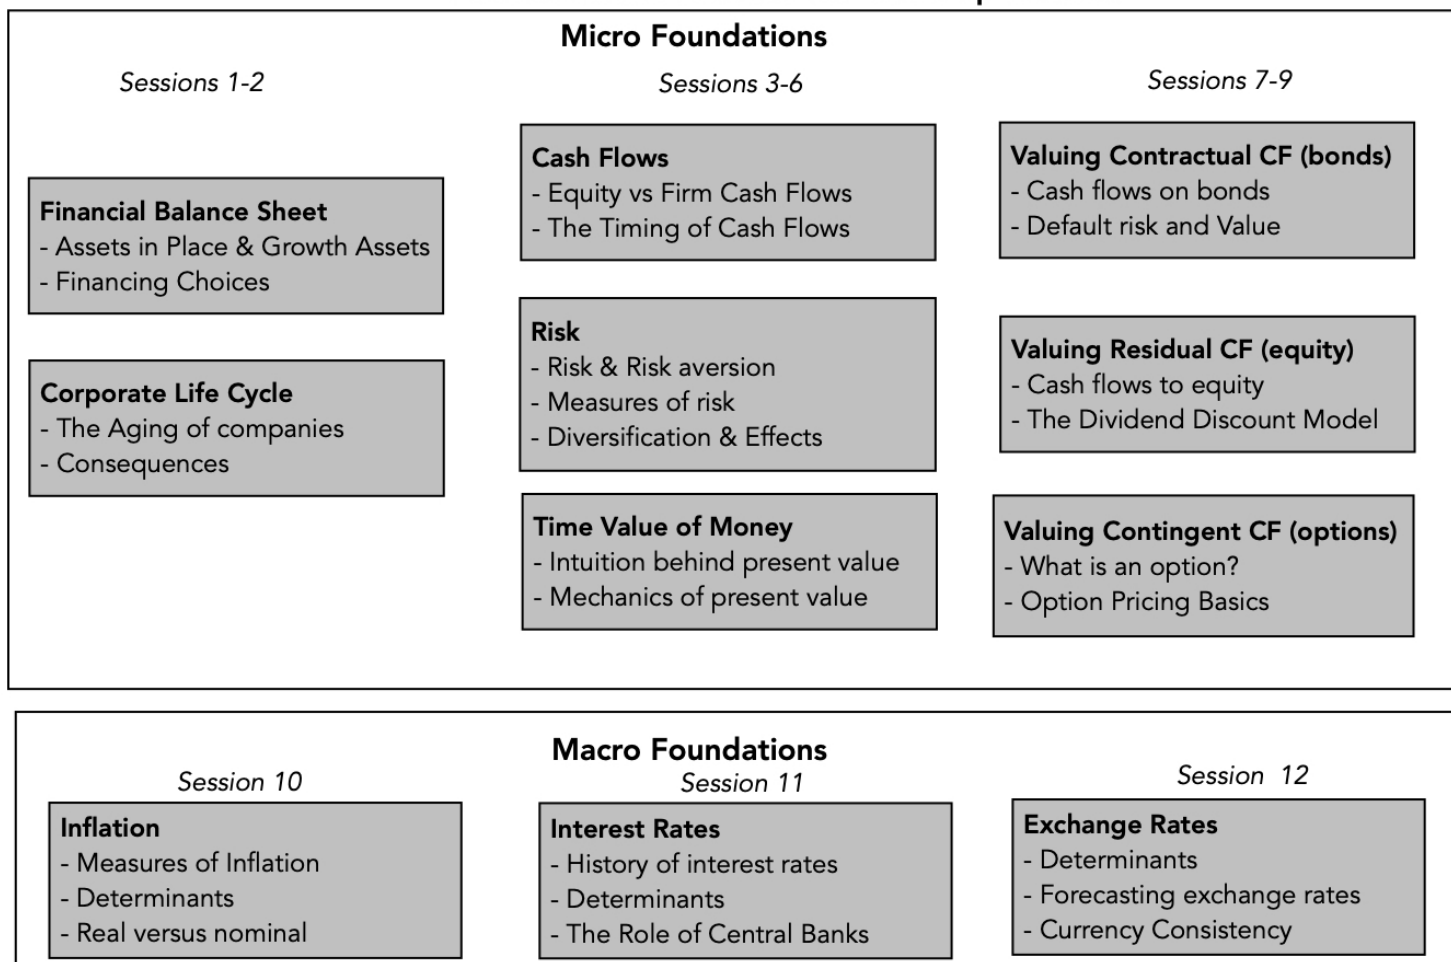 Micro Foundations
Sessions 1-2
Financial Balance Sheet
- Assets in Place & Growth Assets
- Financing Choices
Corporate Life Cycle
- The Aging of companies
- Consequences
Sessions 3-6
Cash Flows
- Equity vs Firm Cash Flows
- The Timing of Cash Flows
Risk
- Risk & Risk aversion
- Measures of risk
- Diversification & Effects
Time Value of Money
- Intuition behind present value
- Mechanics of present value
Sessions 7-9
Valuing Contractual CF (bonds)
- Cash flows on bonds
- Default risk and Value
Valuing Residual CF (equity)
- Cash flows to equity
- The Dividend Discount Model
Valuing Contingent CF (options)
- What is an option?
- Option Pricing Basics
Macro Foundations
Session 10
Inflation
- Measures of Inflation
- Determinants
- Real versus nominal
Session 11
Interest Rates
- History of interest rates
- Determinants
- The Role of Central Banks
Session 12
Exchange Rates
- Determinants
- Forecasting exchange rates
- Currency Consistency